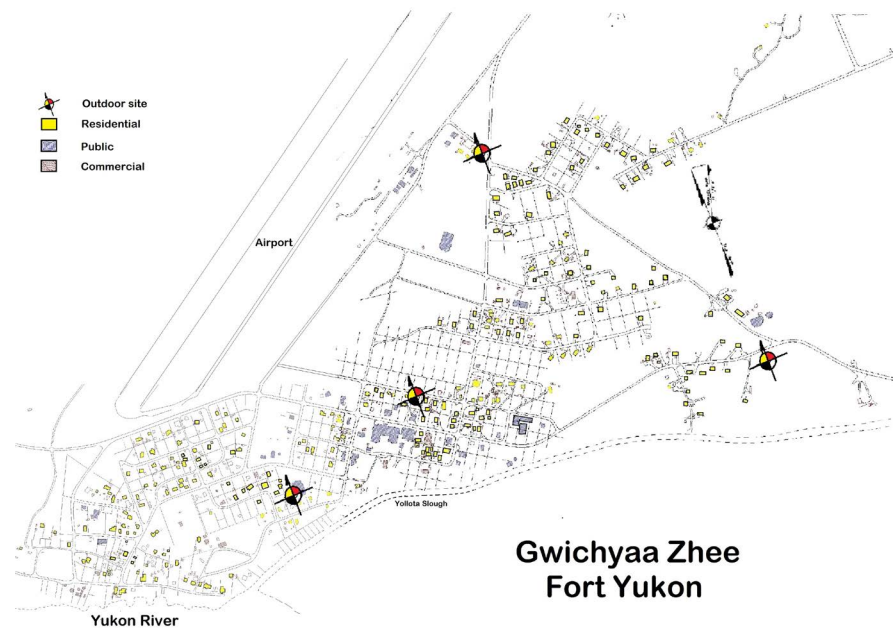 Outdoor site
Residential
Public
Commercial
Airport
Yollota Slough
Gwichyaa Zhee
Fort Yukon
Yukon River